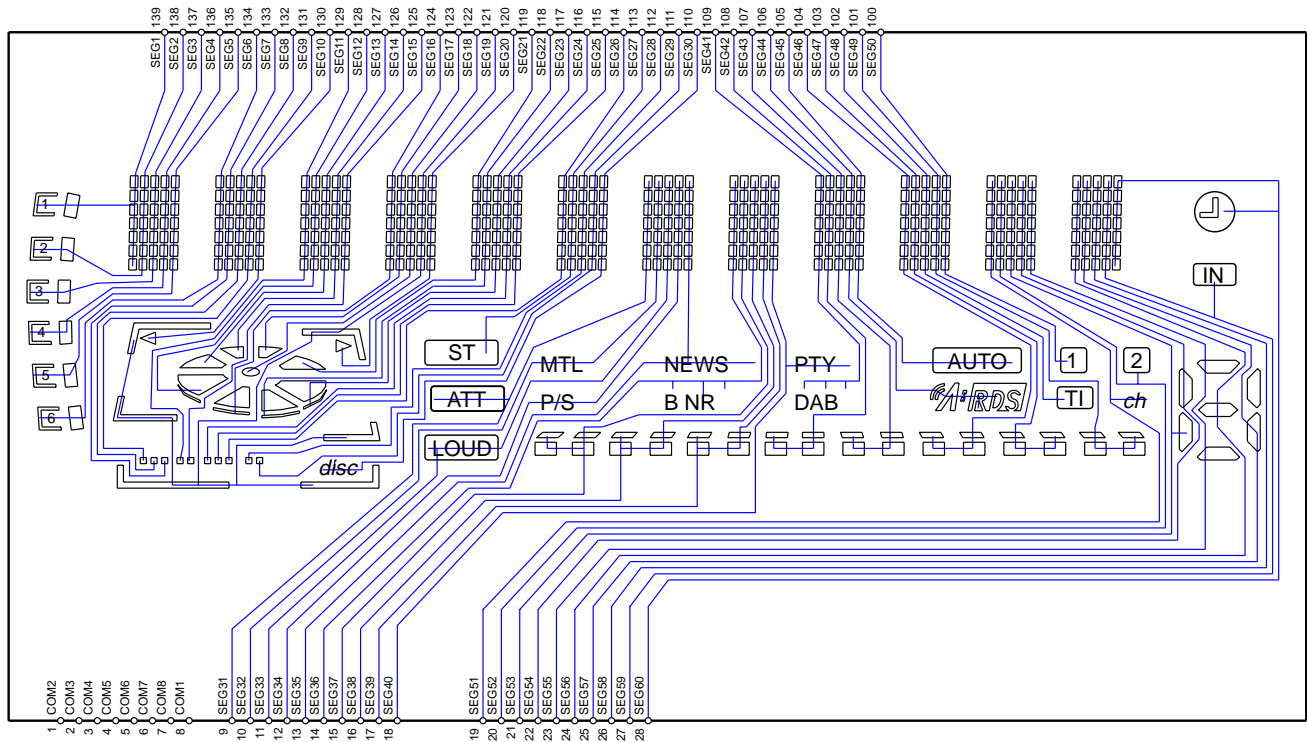 139 138 137 136 135 134 133 132 131 130 129 128 127 126 125 124 123 122 121 120 119 118 117 116 115 114 113 112 111 110 109 108 107 106 105 104 103 102 101 100
SEG1 SEG2 SEG3 SEG4 SEG5 SEG6 SEG7 SEG8 SEG9 SEG10 SEG11 SEG12 SEG13 SEG14 SEG15 SEG16 SEG17 SEG18 SEG19 SEG20 SEG21 SEG22 SEG23 SEG24 SEG25 SEG26 SEG27 SEG28 SEG29 SEG30 SEG41 SEG42 SEG43 SEG44 SEG45 SEG46 SEG47 SEG48 SEG49 SEG50
1
2
IN
3
4
ST MTL NEWS PTY AUTO 1 2
5
ATT P/S B NR DAB RDS TI ch
6
LOUD
disc
COM2 COM3 COM4 COM5 COM6 COM7 COM8 COM1 SEG31 SEG32 SEG33 SEG34 SEG35 SEG36 SEG37 SEG38 SEG39 SEG40 SEG51 SEG52 SEG53 SEG54 SEG55 SEG56 SEG57 SEG58 SEG59 SEG60
1 2 3 4 5 6 7 8 9 10 11 12 13 14 15 16 17 18 19 20 21 22 23 24 25 26 27 28